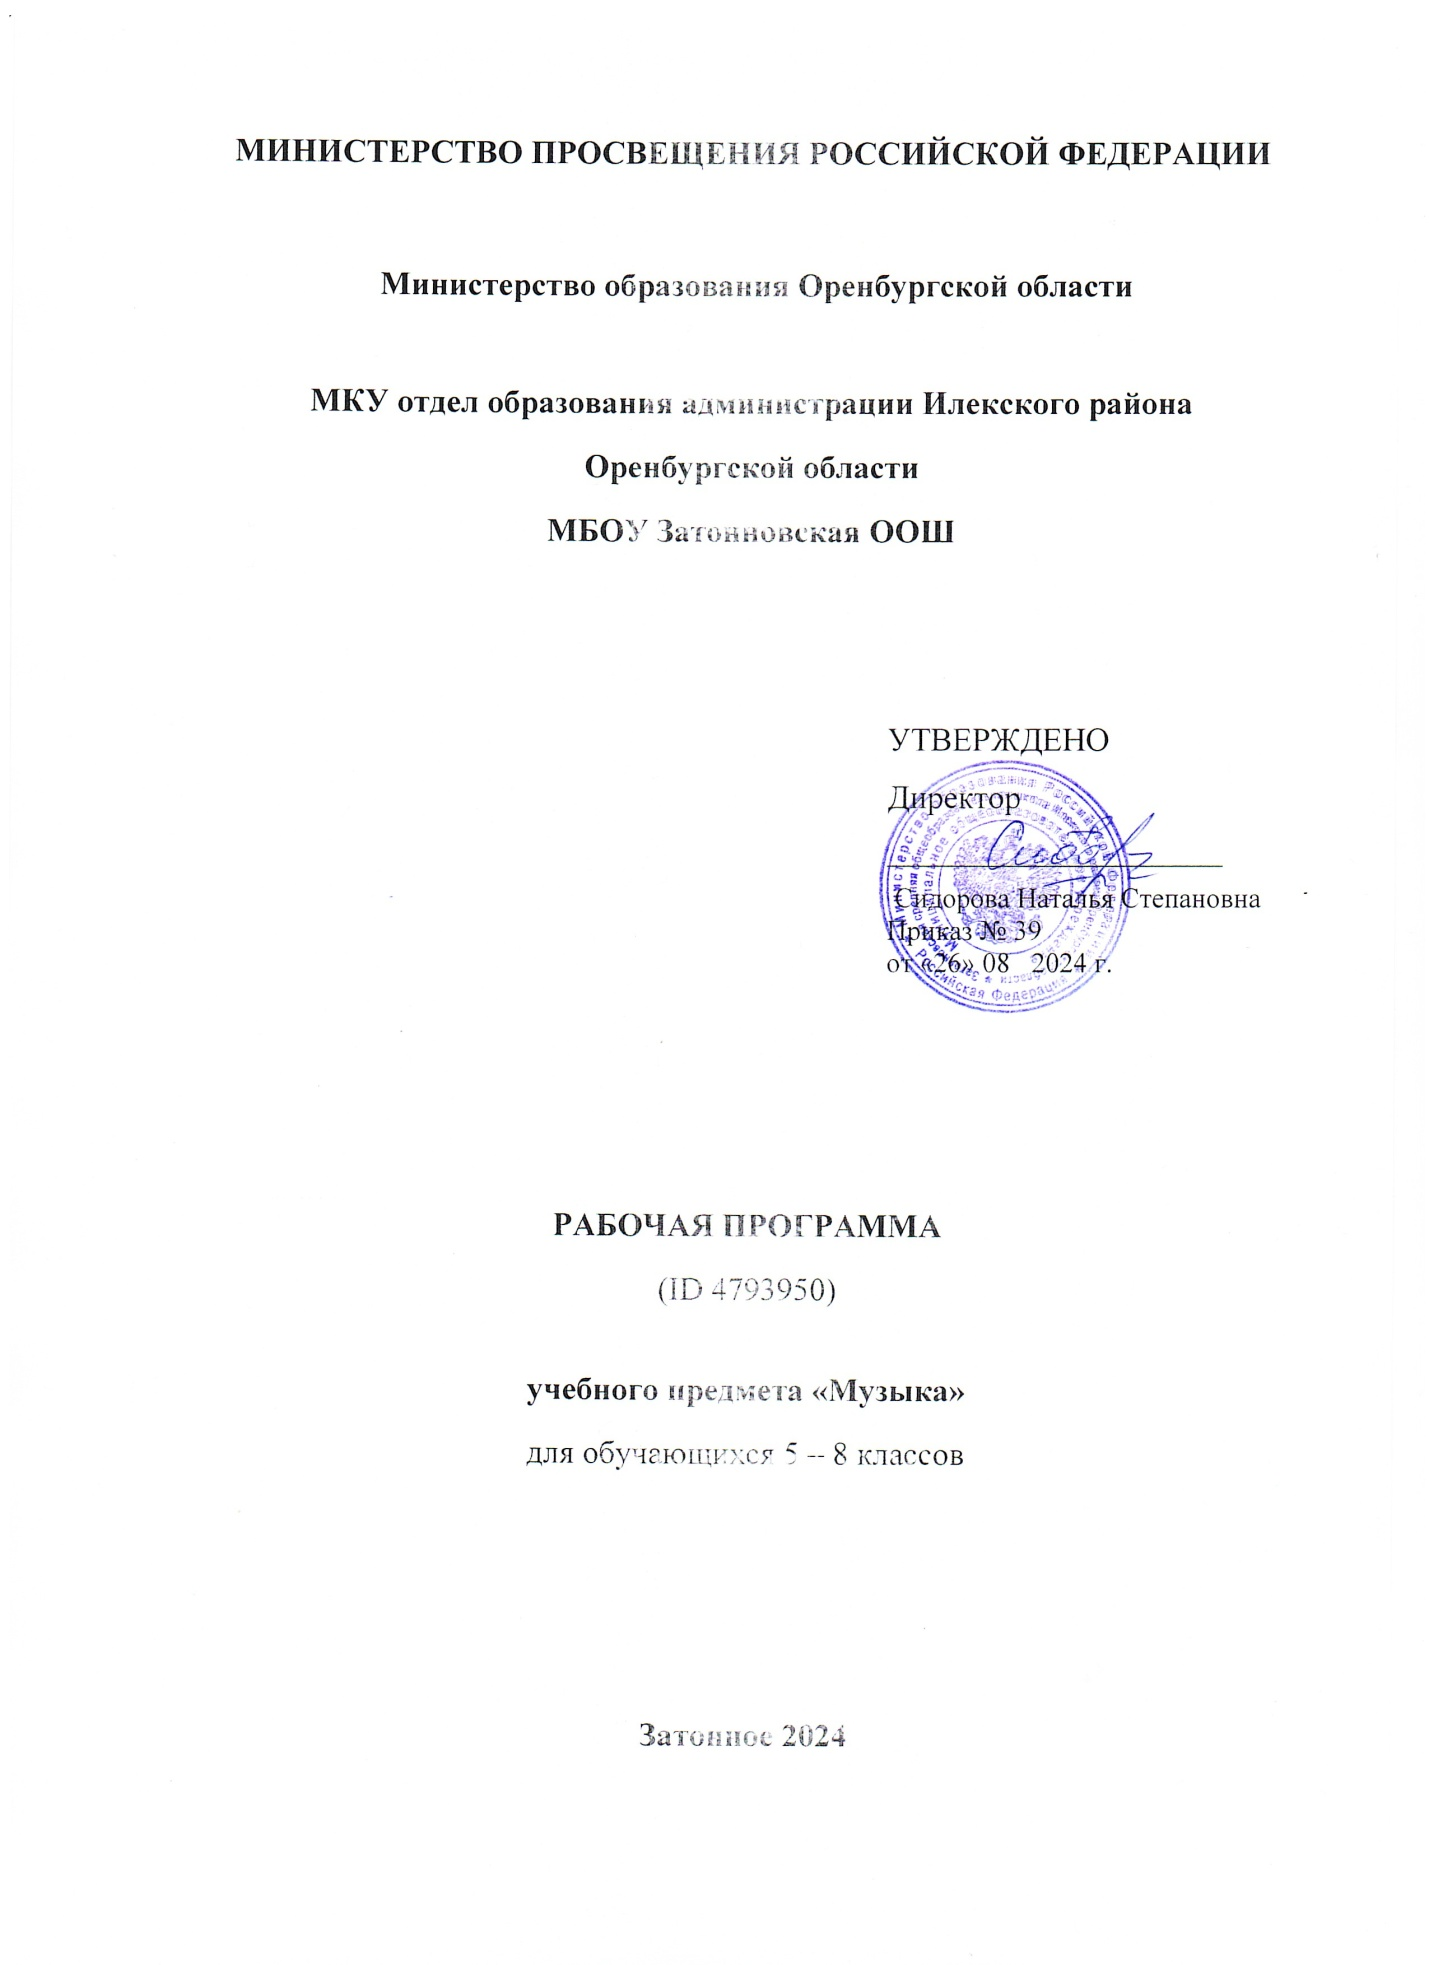 МИНИСТЕРСТВО ПРОСВЕЩЕНИЯ РОССИЙСКОЙ ФЕДЕРАЦИИ
Министерство образования Оренбургской области
МКУ отдел образования администрации Илекского района
Оренбургской области
МБОУ Затонновская ООШ
УТВЕРЖДЕНО
Директор
Сидорова Наталья Степановна
Приказ № 39
от «26» 08 2024 г.
РАБОЧАЯ ПРОГРАММА
(ID 4793950)
учебного предмета «Музыка»
для обучающихся 5 – 8 классов
Затонное 2024